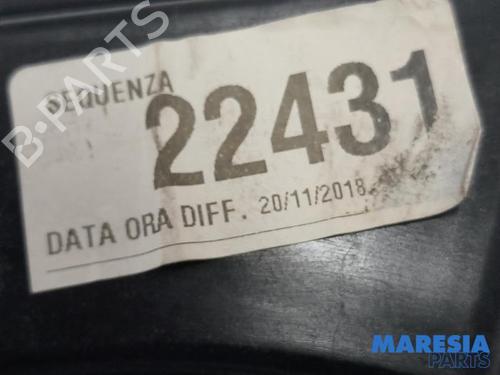 SEQUENZA
22431
DATA ORA DIFF. 20/11/2018
B-PARTS
MARESIA
PARTS